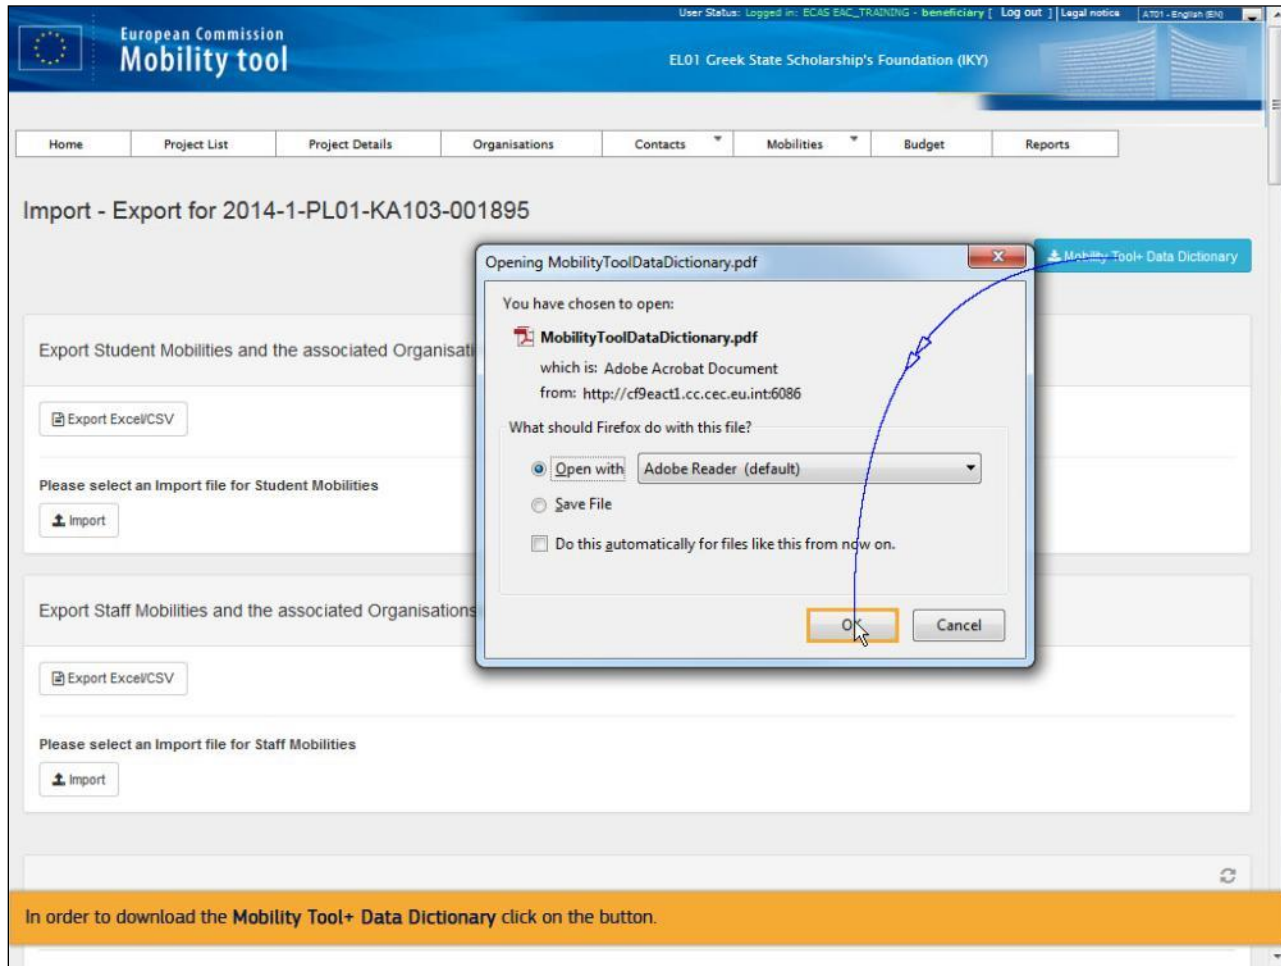 User Status: Logged in: ECAS EAC_TRAINING - beneficiary [ Log out ] | Legal notice AT01 - English (EN)
European Commission
Mobility tool
EL01 Greek State Scholarship's Foundation (IKY)
Home Project List Project Details Organisations Contacts Mobilities Budget Reports
Import - Export for 2014-1-PL01-KA103-001895
Mobility Tool+ Data Dictionary
Opening MobilityToolDataDictionary.pdf
You have chosen to open:
MobilityToolDataDictionary.pdf
which is: Adobe Acrobat Document
from: http://cf9eact1.cc.cec.eu.int:6086
What should Firefox do with this file?
Open with Adobe Reader (default)
Save File
Do this automatically for files like this from now on.
OK Cancel
Export Student Mobilities and the associated Organisati
Export Excel/CSV
Please select an Import file for Student Mobilities
Import
Export Staff Mobilities and the associated Organisations
Export Excel/CSV
Please select an Import file for Staff Mobilities
Import
In order to download the Mobility Tool+ Data Dictionary click on the button.